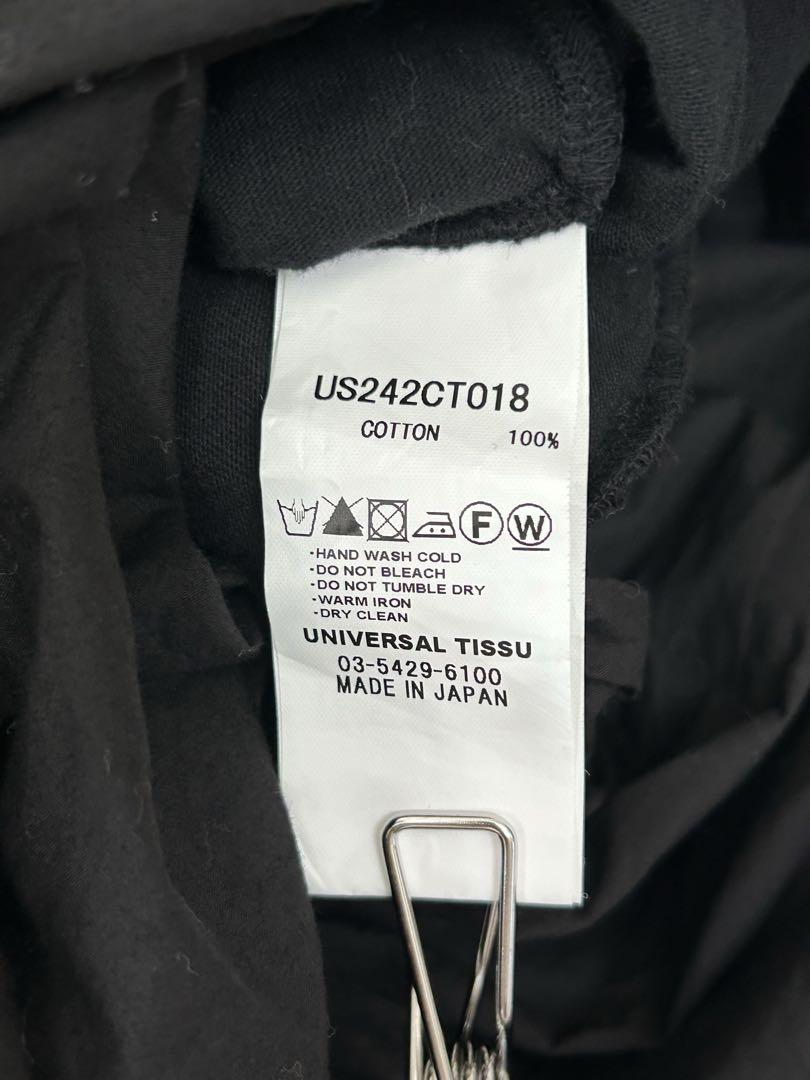 US242CT018
COTTON 100%
F W
·HAND WASH COLD
·DO NOT BLEACH
·DO NOT TUMBLE DRY
·WARM IRON
·DRY CLEAN
UNIVERSAL TISSU
03-5429-6100
MADE IN JAPAN